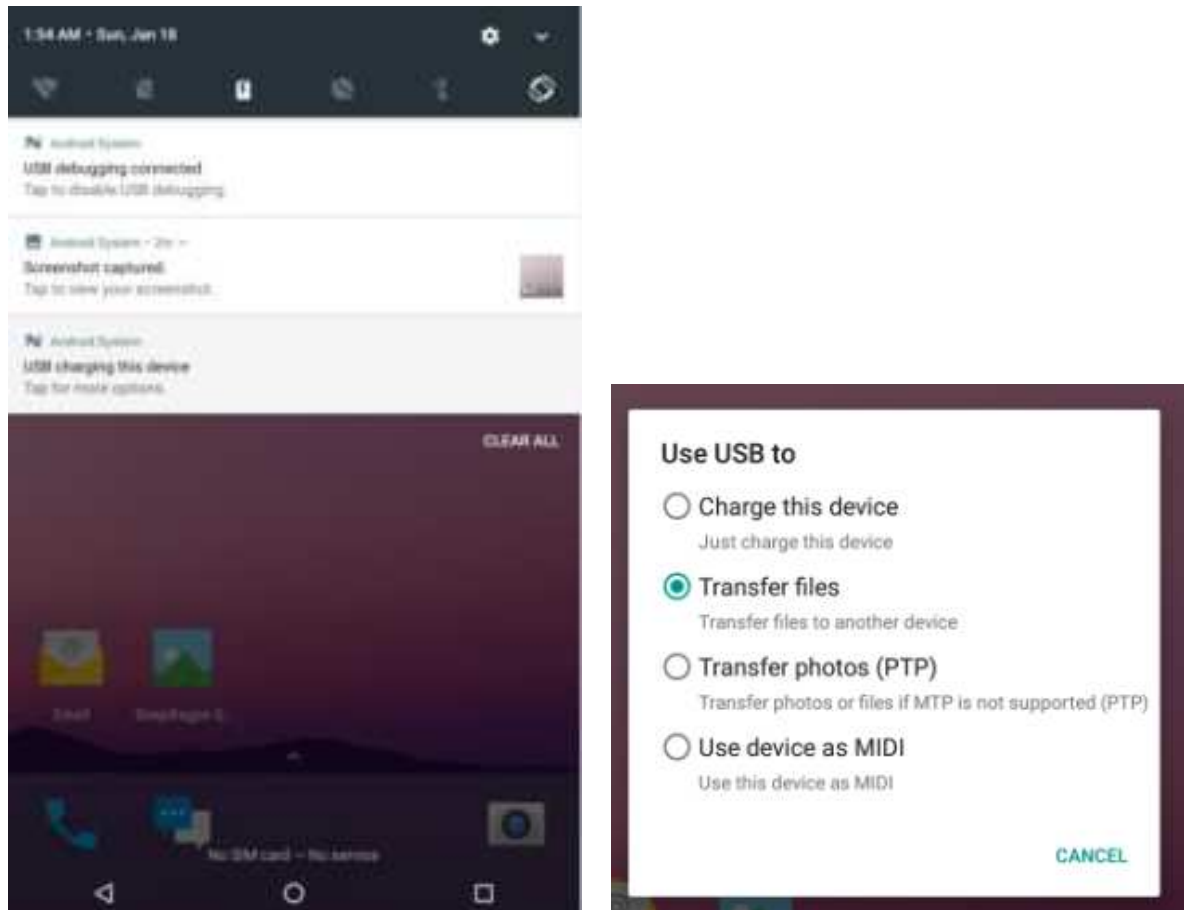 1:54 AM • Sun, Jan 18
Android System
USB debugging connected
Tap to disable USB debugging.
Android System •
Screenshot captured.
Tap to view your screenshot.
Android System
USB charging this device
Tap for more options.
CLEAR ALL
Email
Snapdragon G...
No SIM card – No service
Use USB to
Charge this device
Just charge this device
Transfer files
Transfer files to another device
Transfer photos (PTP)
Transfer photos or files if MTP is not supported (PTP)
Use device as MIDI
Use this device as MIDI
CANCEL